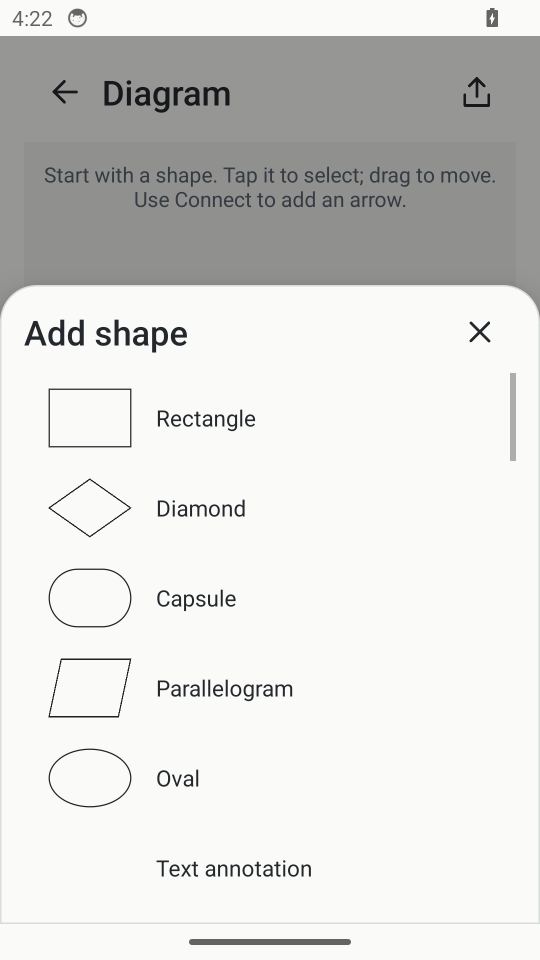 4:22
Diagram
Start with a shape. Tap it to select; drag to move.
Use Connect to add an arrow.
Add shape
Rectangle
Diamond
Capsule
Parallelogram
Oval
Text annotation